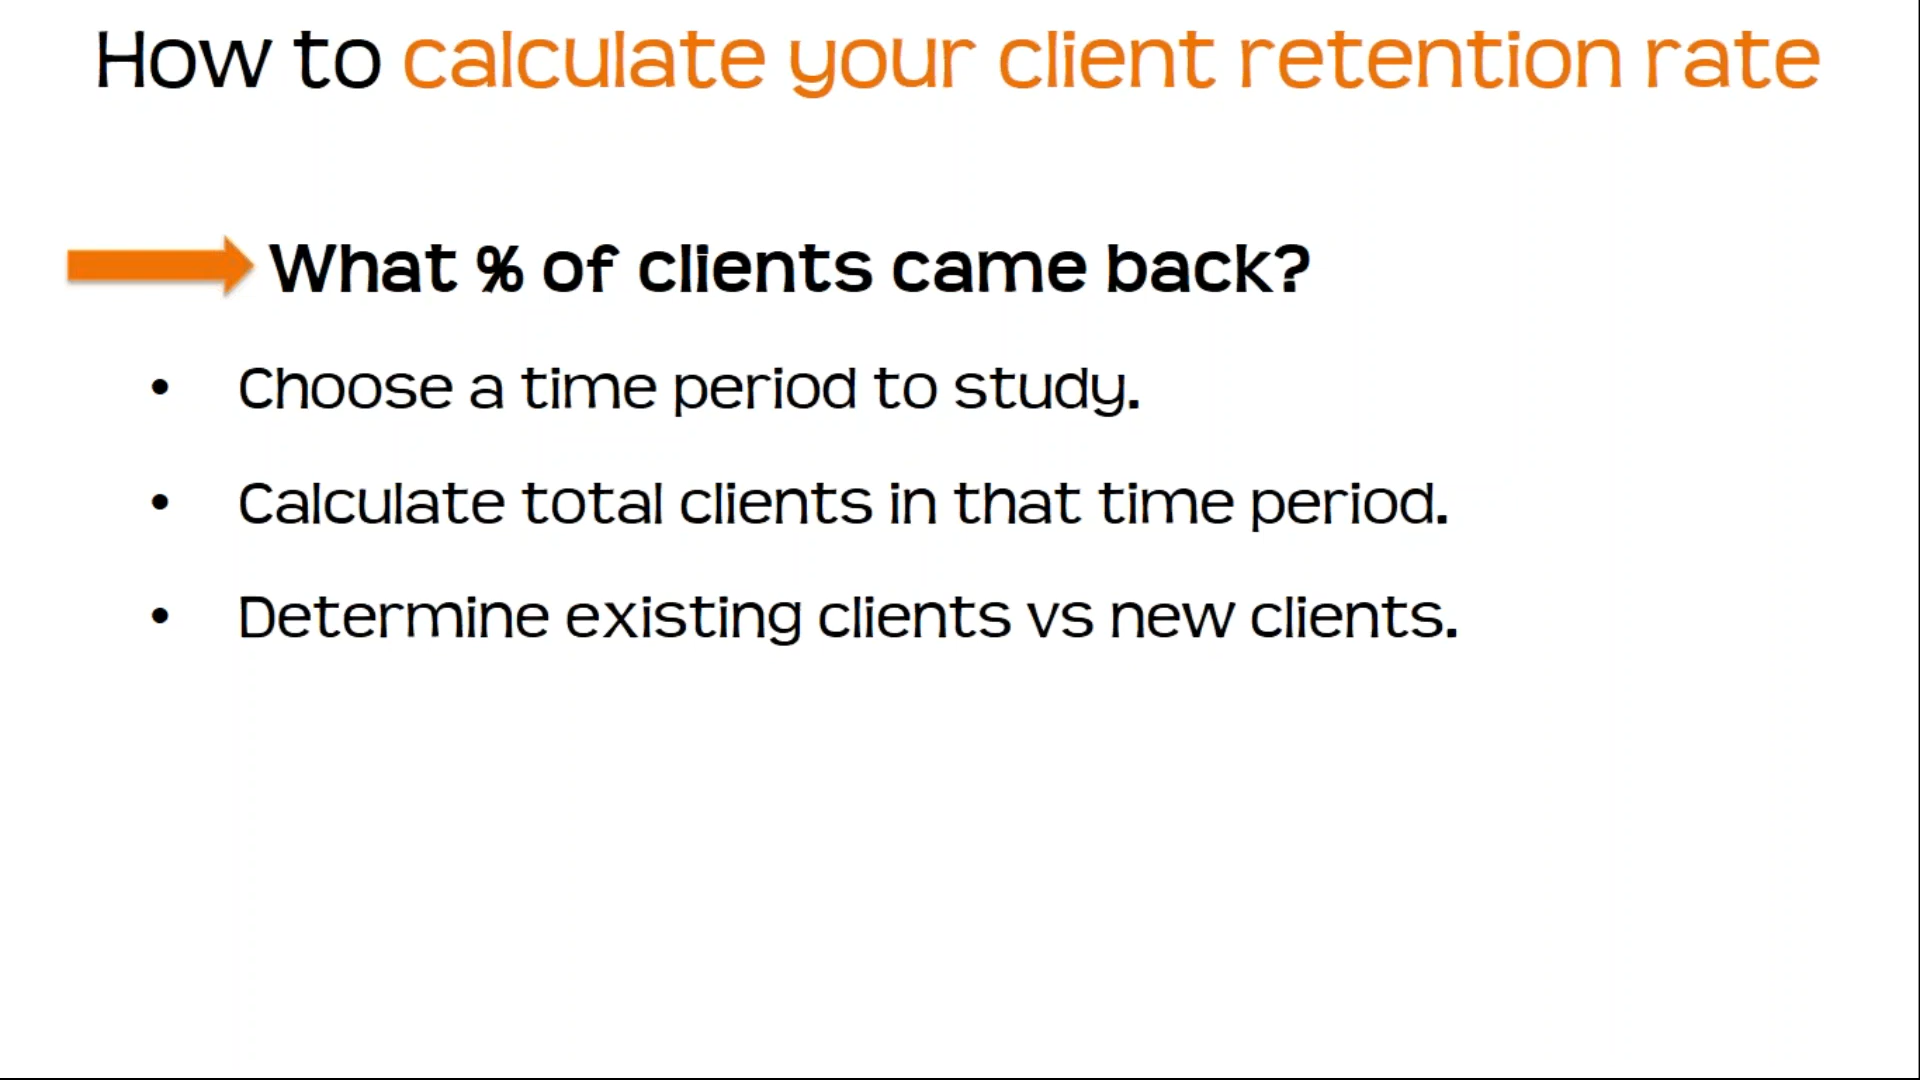 How to calculate your client retention rate
What % of clients came back?
• Choose a time period to study.
• Calculate total clients in that time period.
• Determine existing clients vs new clients.